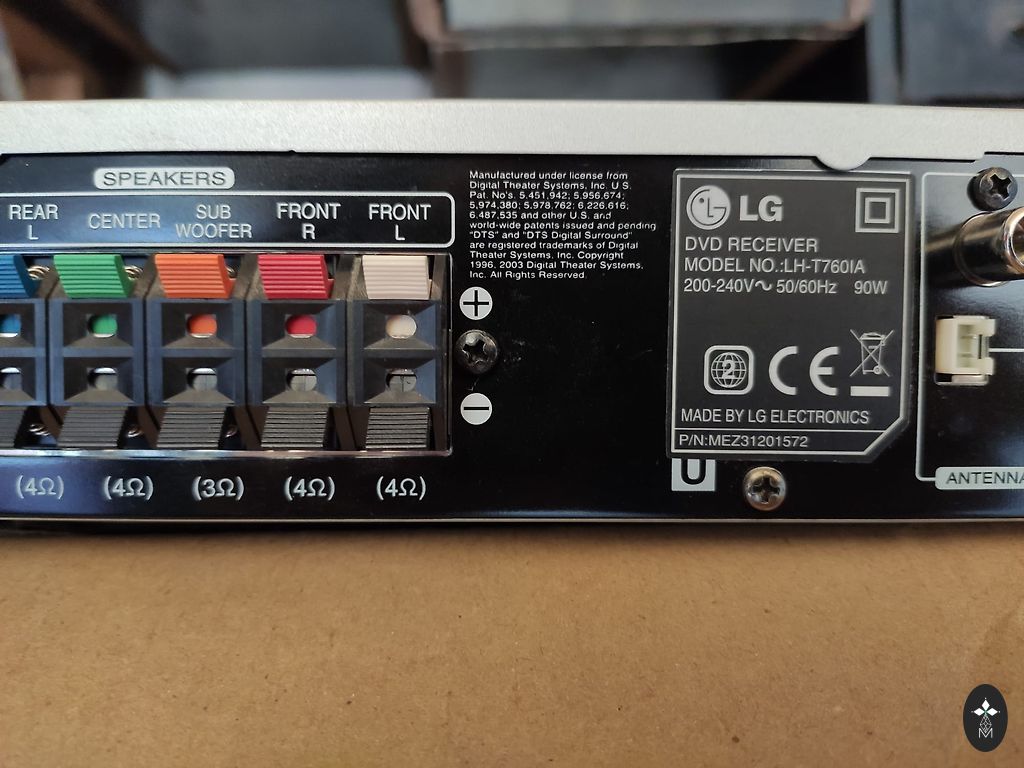 SPEAKERS
REAR L
CENTER
SUB WOOFER
FRONT R
FRONT L
(4Ω) (4Ω) (3Ω) (4Ω) (4Ω)
Manufactured under license from
Digital Theater Systems, Inc. U.S.
Pat. No's. 5,451,942; 5,956,674;
5,974,380; 5,978,762; 6,226,616;
6,487,535 and other U.S. and
world-wide patents issued and pending
"DTS" and "DTS Digital Surround"
are registered trademarks of Digital
Theater Systems, Inc. Copyright
1996, 2003 Digital Theater Systems,
Inc. All Rights Reserved.
+
−
LG
DVD RECEIVER
MODEL NO.:LH-T760IA
200-240V~ 50/60Hz 90W
2 CE
MADE BY LG ELECTRONICS
P/N:MEZ31201572
U
ANTENNA
M